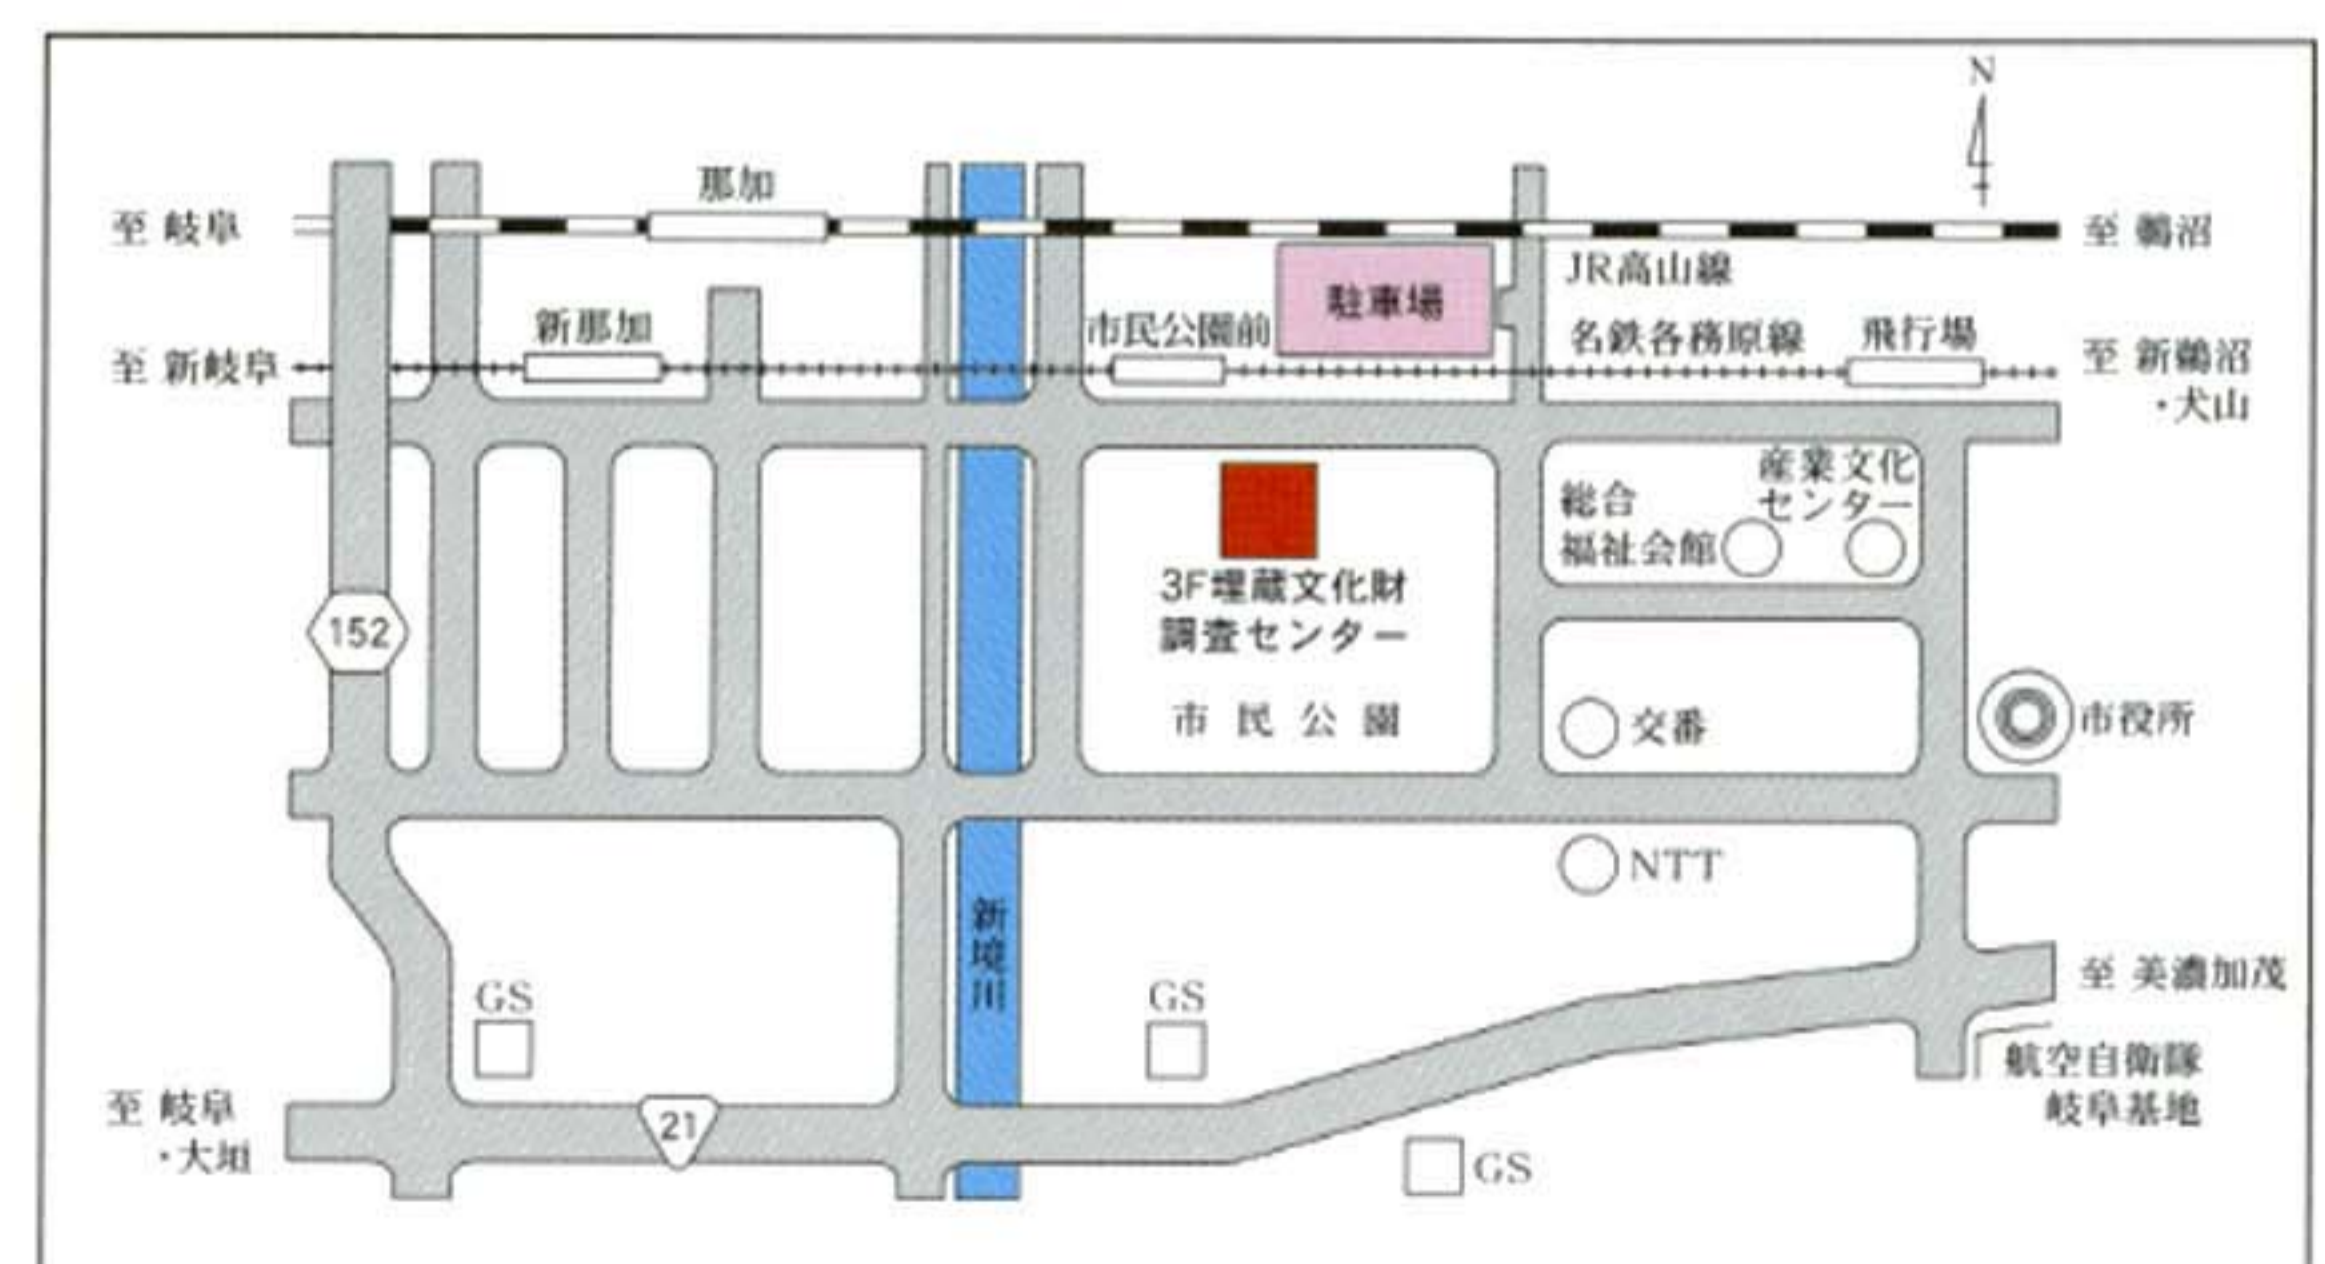 N
那加
至 岐阜
至 鵜沼
JR高山線
駐車場
新那加
市民公園前
名鉄各務原線
飛行場
至 新岐阜
至 新鵜沼
・犬山
産業文化
センター
総合
福祉会館
3F埋蔵文化財
調査センター
152
市民公園
交番
市役所
NTT
新境川
GS
GS
至 美濃加茂
航空自衛隊
岐阜基地
至 岐阜
・大垣
21
GS